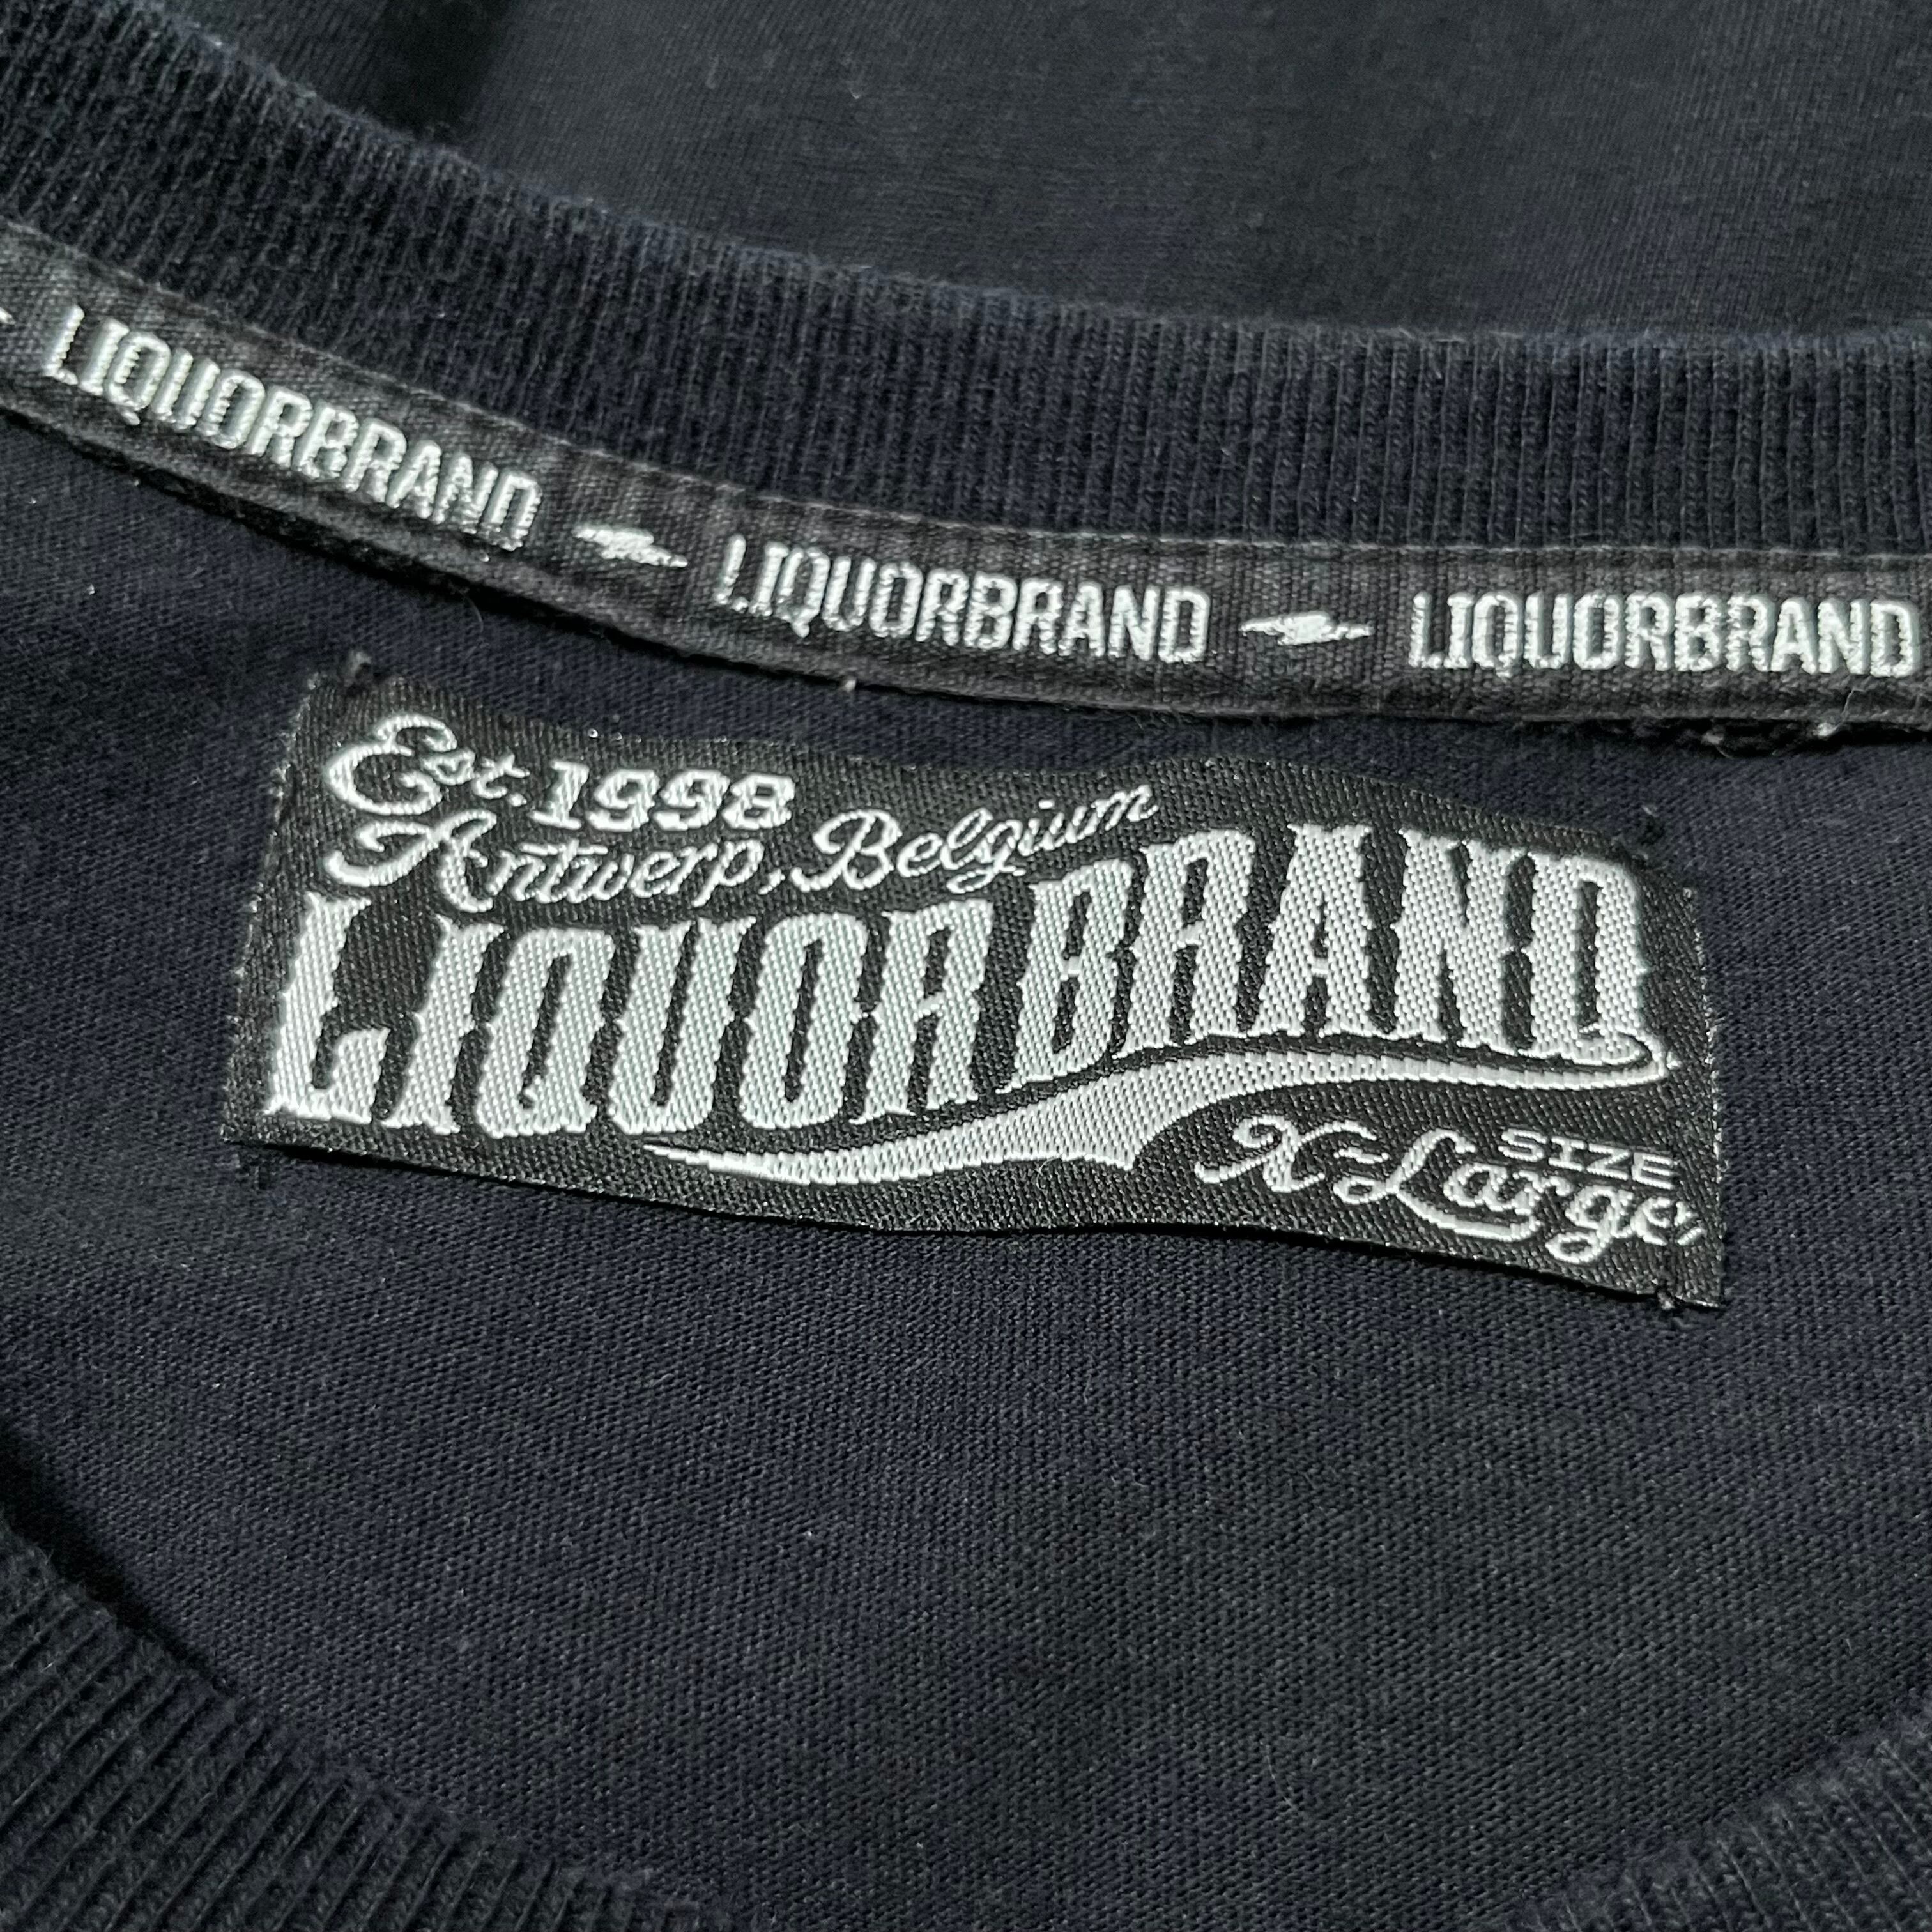 LIQUORBRAND LIQUORBRAND LIQUORBRAND
Est. 1998
Antwerp, Belgium
LIQUORBRAND
SIZE
X-Large